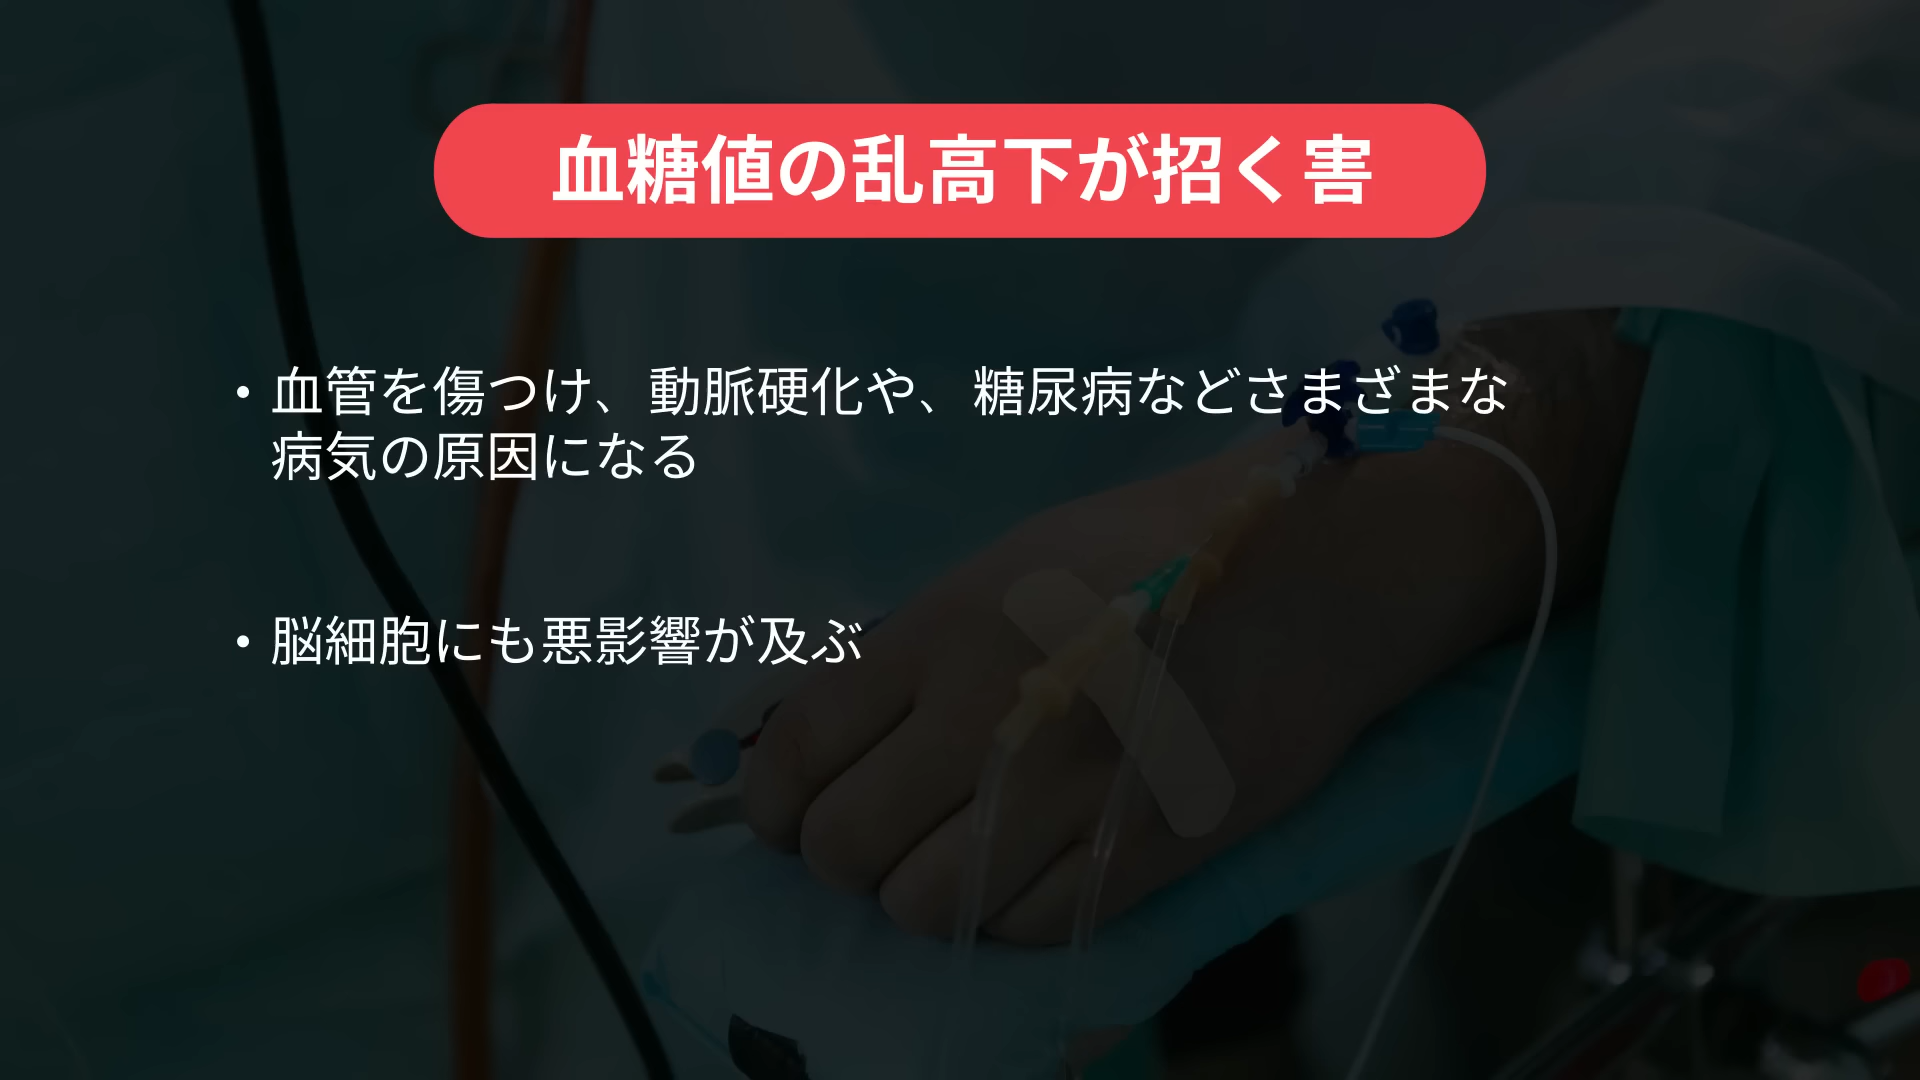 血糖値の乱高下が招く害
・血管を傷つけ、動脈硬化や、糖尿病などさまざまな
病気の原因になる
・脳細胞にも悪影響が及ぶ